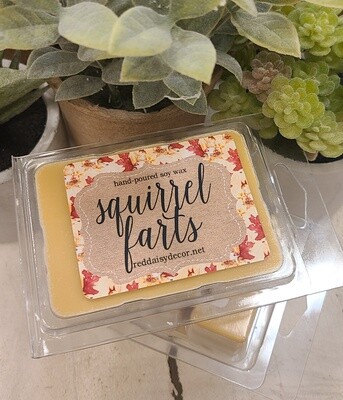 hand-poured soy wax
squirrel
farts
reddaisydecor.net